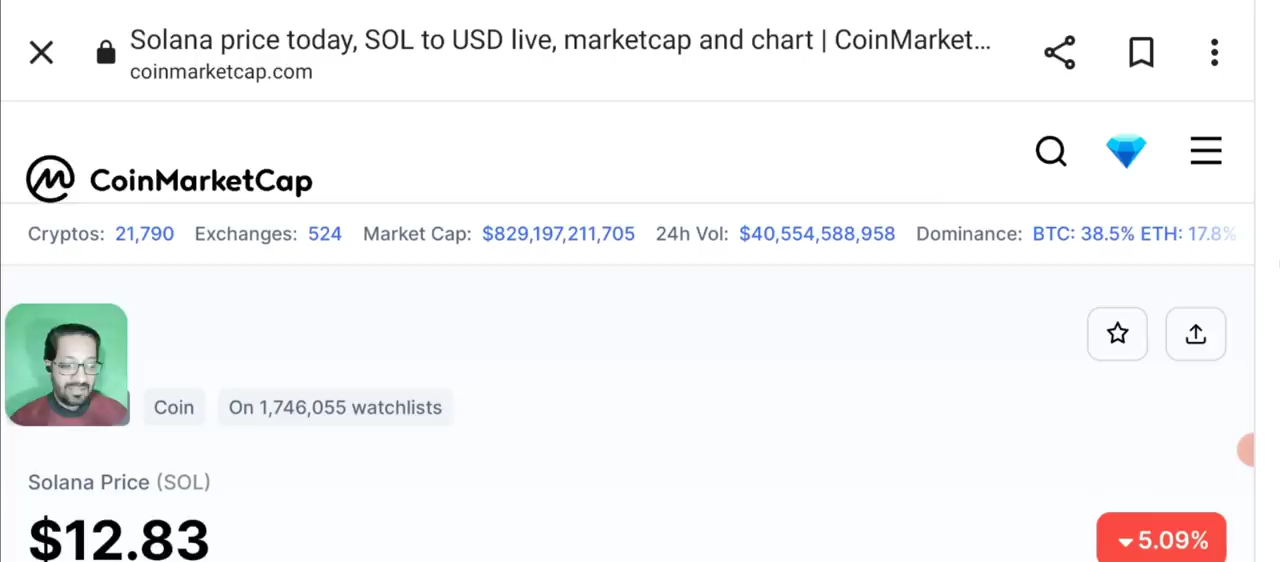 Solana price today, SOL to USD live, marketcap and chart | CoinMarket...
coinmarketcap.com
CoinMarketCap
Cryptos: 21,790 Exchanges: 524 Market Cap: $829,197,211,705 24h Vol: $40,554,588,958 Dominance: BTC: 38.5% ETH: 17.8%
Coin On 1,746,055 watchlists
Solana Price (SOL)
$12.83 5.09%